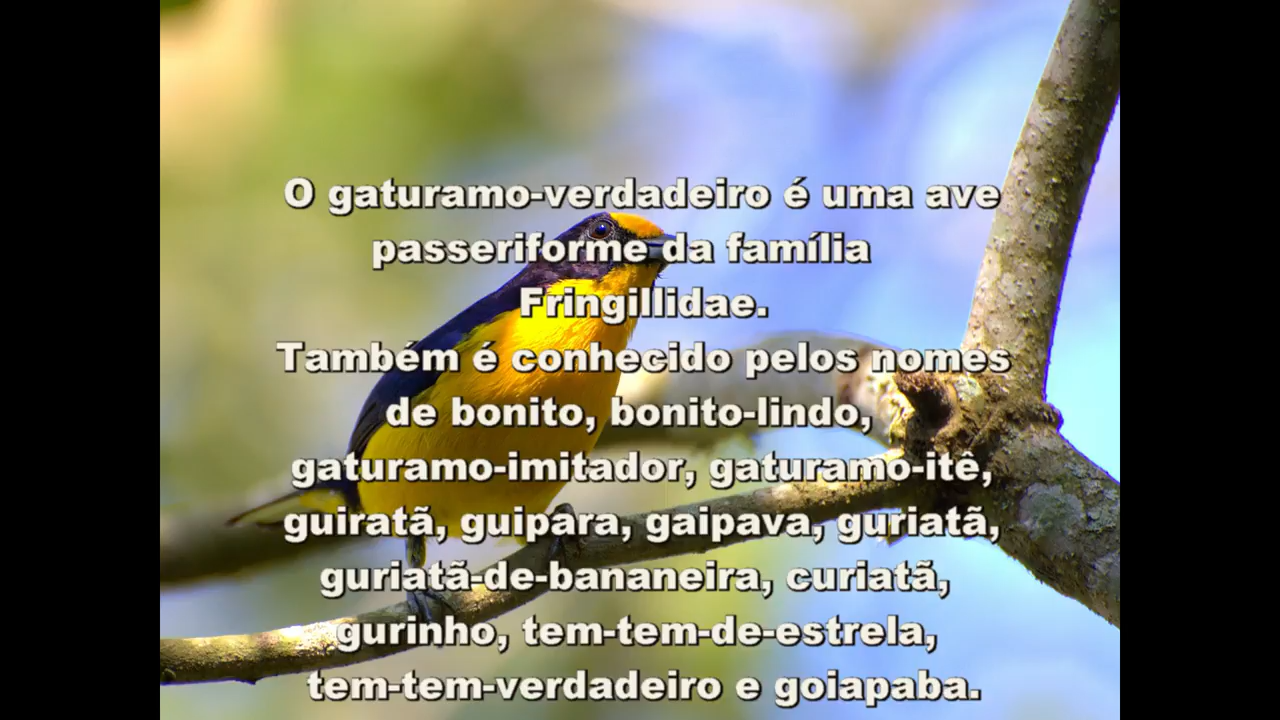 O gaturamo-verdadeiro é uma ave
passeriforme da família
Fringillidae.
Também é conhecido pelos nomes
de bonito, bonito-lindo,
gaturamo-imitador, gaturamo-itê,
guiratã, guipara, gaipava, guriatã,
guriatã-de-bananeira, curiatã,
gurinho, tem-tem-de-estrela,
tem-tem-verdadeiro e goiapaba.